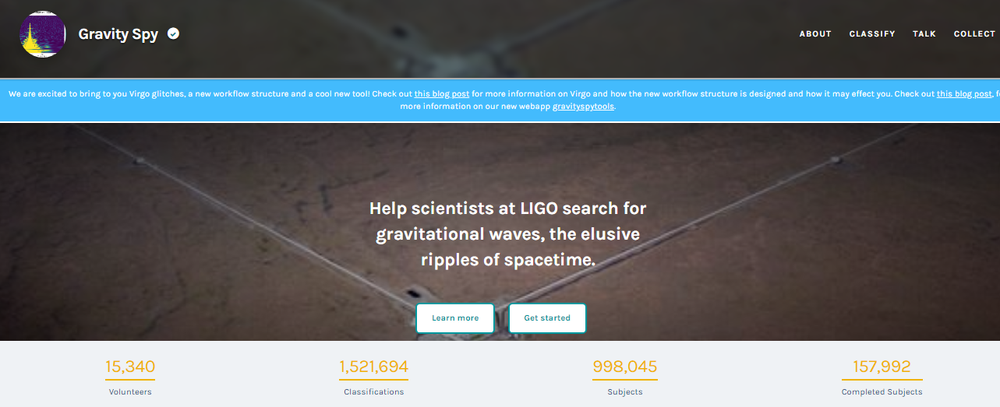 Gravity Spy
ABOUT CLASSIFY TALK COLLECT
We are excited to bring to you Virgo glitches, a new workflow structure and a cool new tool! Check out this blog post for more information on Virgo and how the new workflow structure is designed and how it may effect you. Check out this blog post,
more information on our new webapp gravityspytools.
Help scientists at LIGO search for
gravitational waves, the elusive
ripples of spacetime.
Learn more Get started
15,340 1,521,694 998,045 157,992
Volunteers Classifications Subjects Completed Subjects